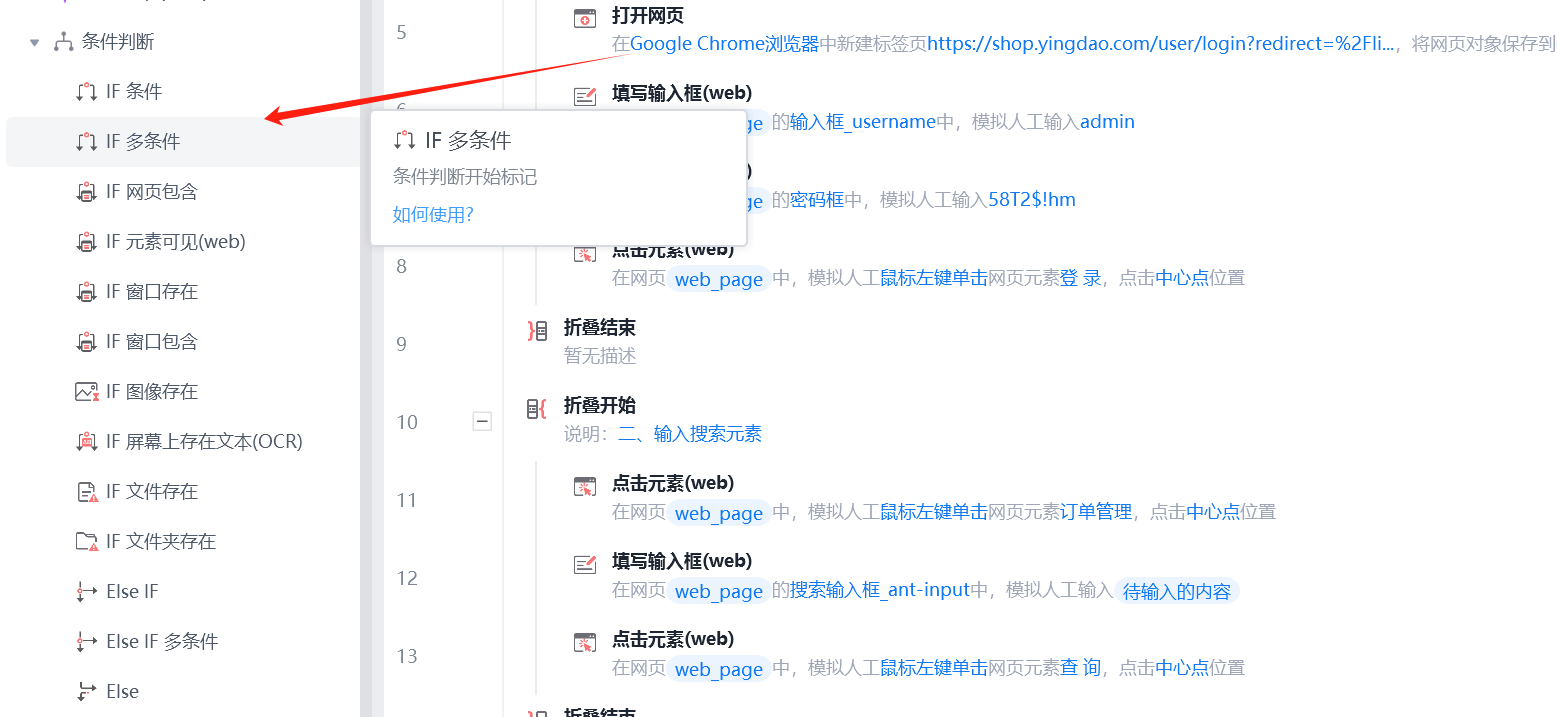 条件判断
IF 条件
IF 多条件
IF 网页包含
IF 元素可见(web)
IF 窗口存在
IF 窗口包含
IF 图像存在
IF 屏幕上存在文本(OCR)
IF 文件存在
IF 文件夹存在
Else IF
Else IF 多条件
Else
IF 多条件
条件判断开始标记
如何使用?
5
打开网页
在Google Chrome浏览器中新建标签页https://shop.yingdao.com/user/login?redirect=%2Fli...，将网页对象保存到
填写输入框(web)
ge 的输入框_username中，模拟人工输入admin
ge 的密码框中，模拟人工输入58T2$!hm
8
点击元素(web)
在网页 web_page 中，模拟人工鼠标左键单击网页元素登 录，点击中心点位置
9
折叠结束
暂无描述
10
折叠开始
说明：二、输入搜索元素
11
点击元素(web)
在网页 web_page 中，模拟人工鼠标左键单击网页元素订单管理，点击中心点位置
12
填写输入框(web)
在网页 web_page 的搜索输入框_ant-input中，模拟人工输入 待输入的内容
13
点击元素(web)
在网页 web_page 中，模拟人工鼠标左键单击网页元素查 询，点击中心点位置
折叠结束